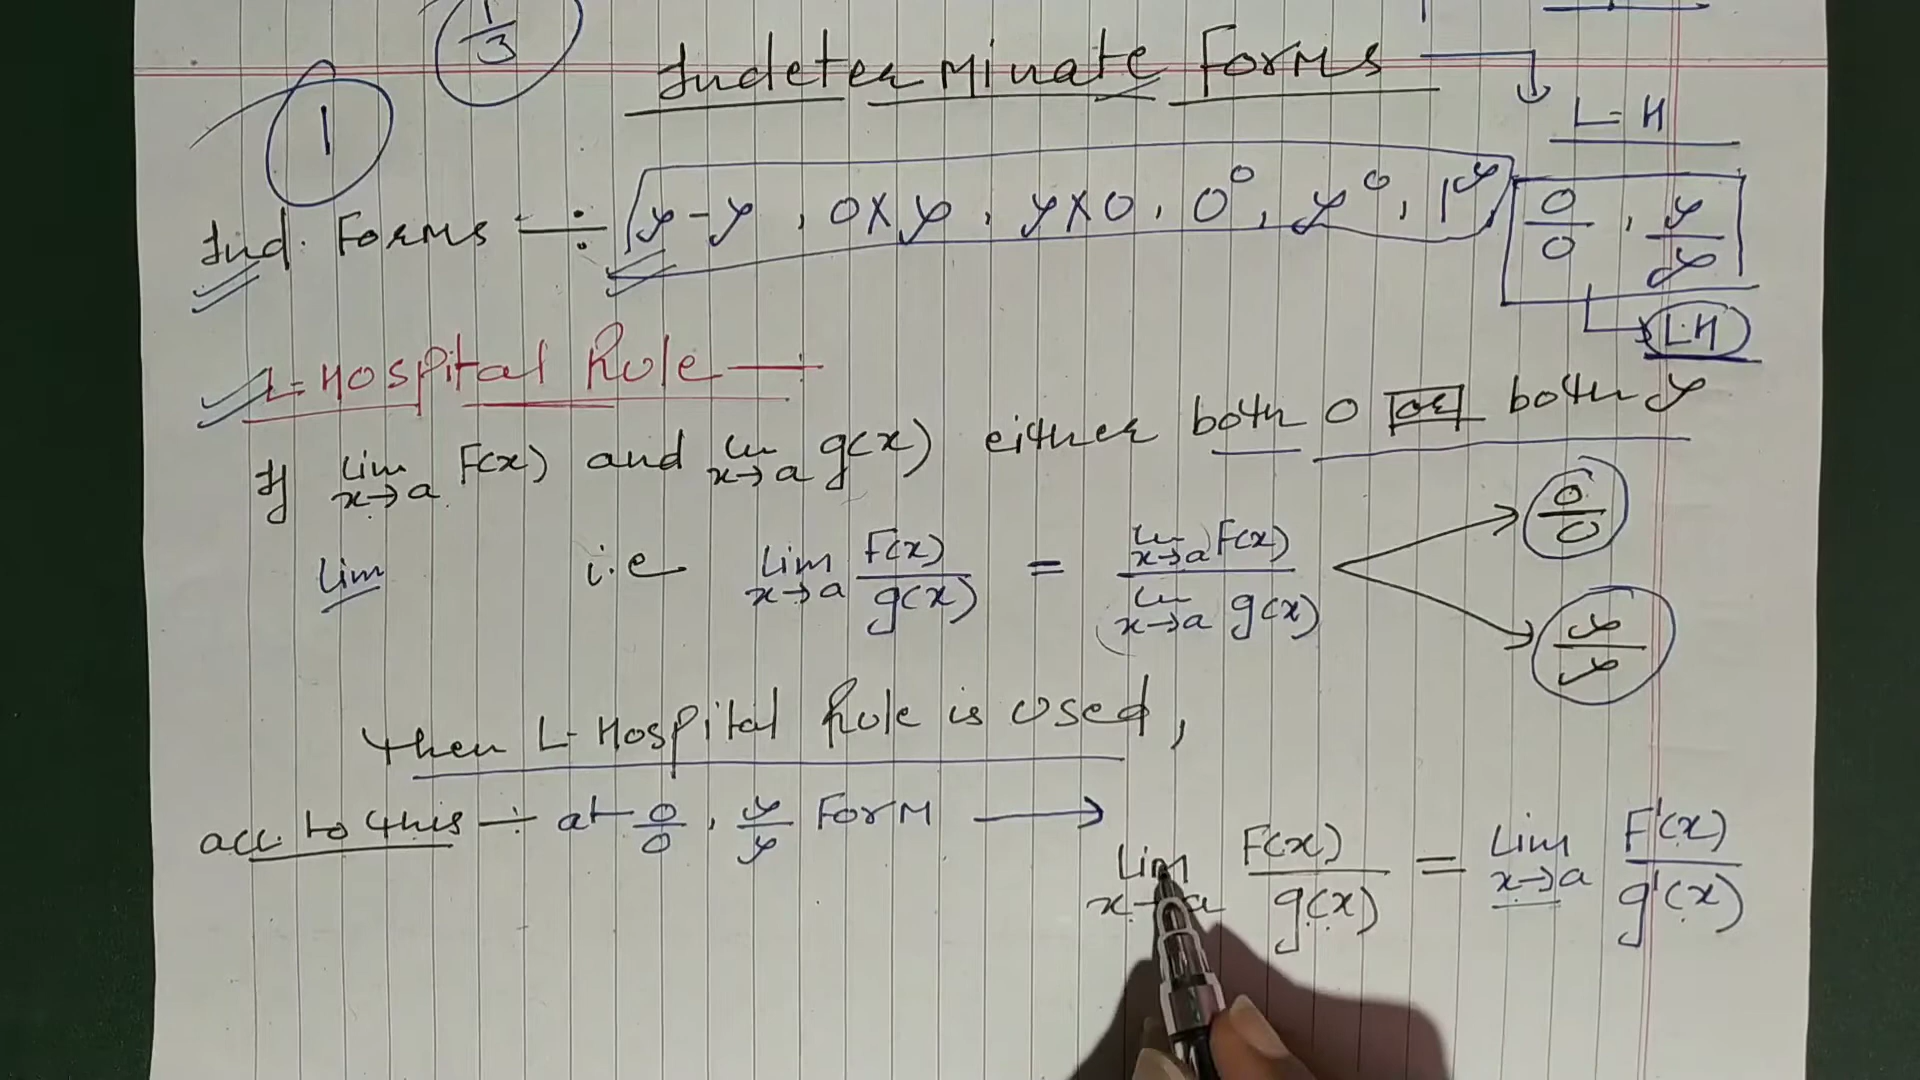 1/3
Indeterminate Forms
L-H
1
Ind. Forms ÷ ∞-∞, 0×∞, ∞×0, 0^0, ∞^0, 1^∞ 0/0, ∞/∞
L.H
L-Hospital Rule
If lim x→a F(x) and lim x→a g(x) either both 0 or both ∞
lim i.e lim x→a F(x)/g(x) = lim x→a F(x) / lim x→a g(x) 0/0
∞/∞
then L-Hospital Rule is used,
acc. to this ÷ at 0/0, ∞/∞ Form →
lim x→a F(x)/g(x) = lim x→a F'(x)/g'(x)